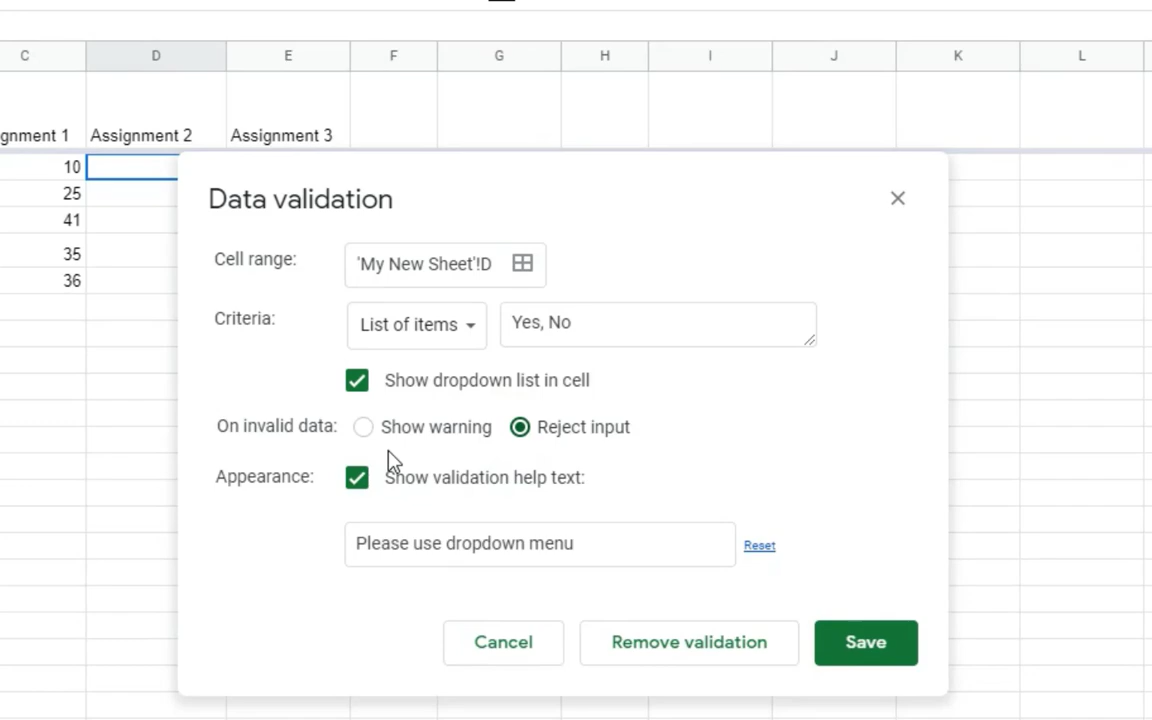 C D E F G H I J K L
gnment 1 Assignment 2 Assignment 3
10
25
41
35
36
Data validation
Cell range: 'My New Sheet'!D
Criteria: List of items Yes, No
Show dropdown list in cell
On invalid data: Show warning Reject input
Appearance: Show validation help text:
Please use dropdown menu Reset
Cancel Remove validation Save